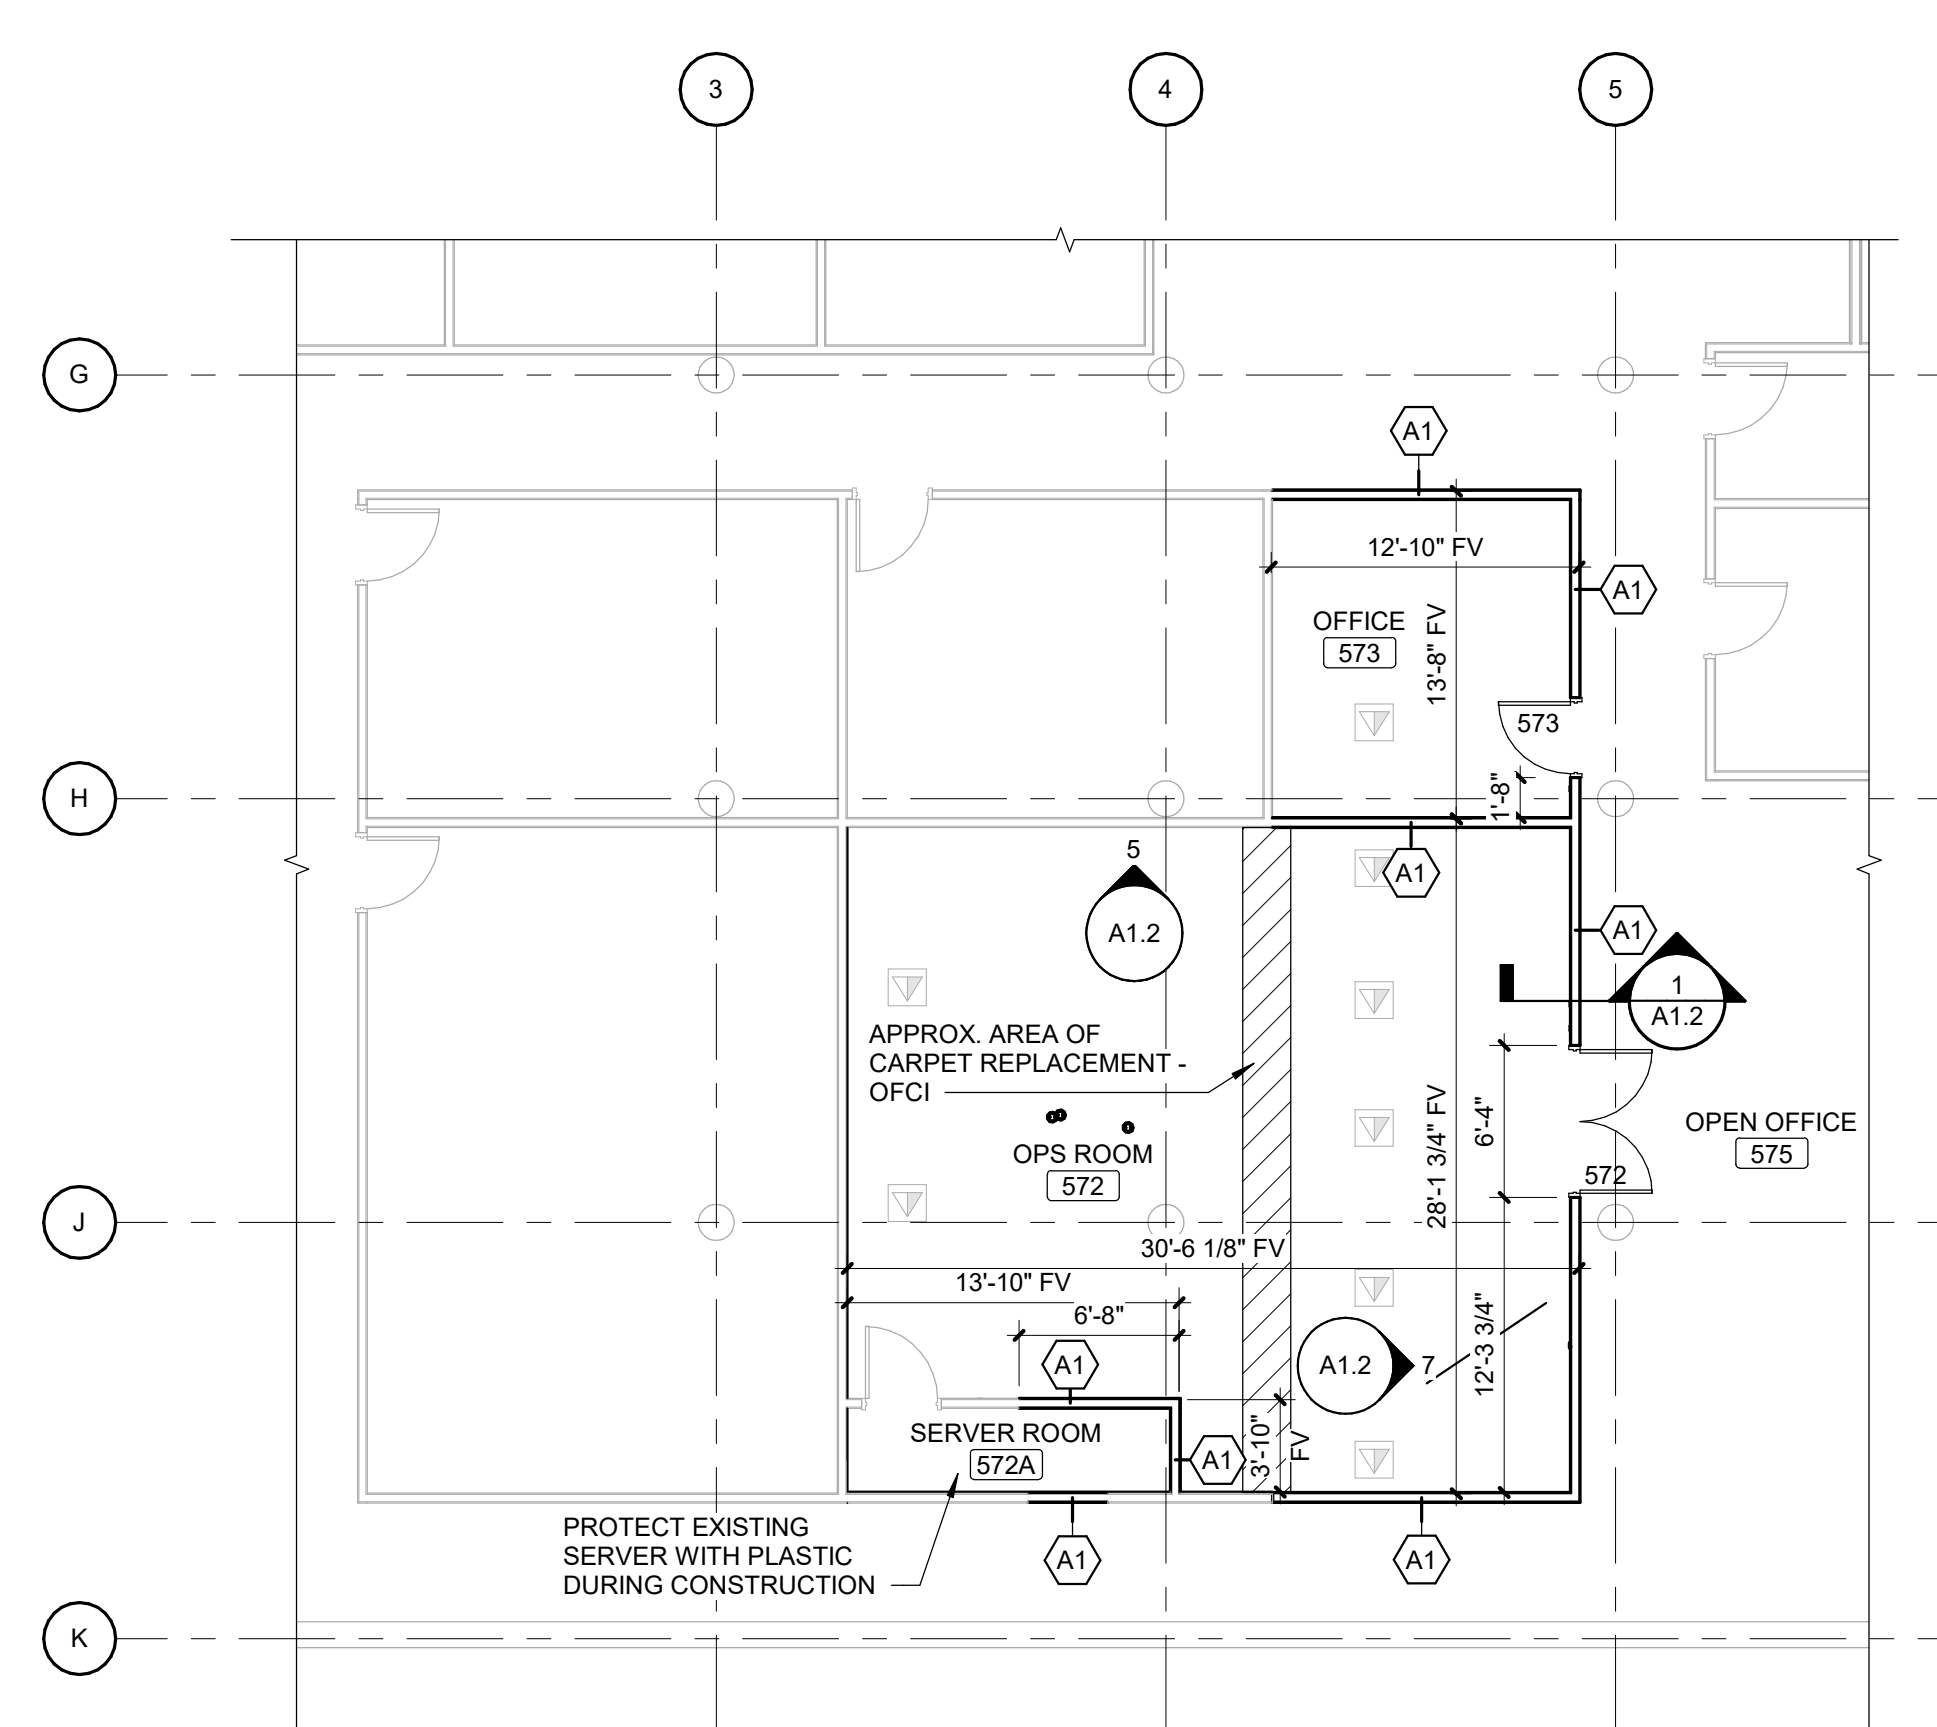 3
4
5
G
A1
12'-10" FV
A1
OFFICE
573
13'-8" FV
573
H
1'-8"
5
A1.2
A1
A1
1
A1.2
APPROX. AREA OF
CARPET REPLACEMENT -
OFCI
OPS ROOM
572
28'-1 3/4" FV
6'-4"
OPEN OFFICE
575
572
J
30'-6 1/8" FV
13'-10" FV
6'-8"
A1
A1.2
7
12'-3 3/4"
SERVER ROOM
572A
A1
3'-10"
FV
PROTECT EXISTING
SERVER WITH PLASTIC
DURING CONSTRUCTION
A1
A1
K